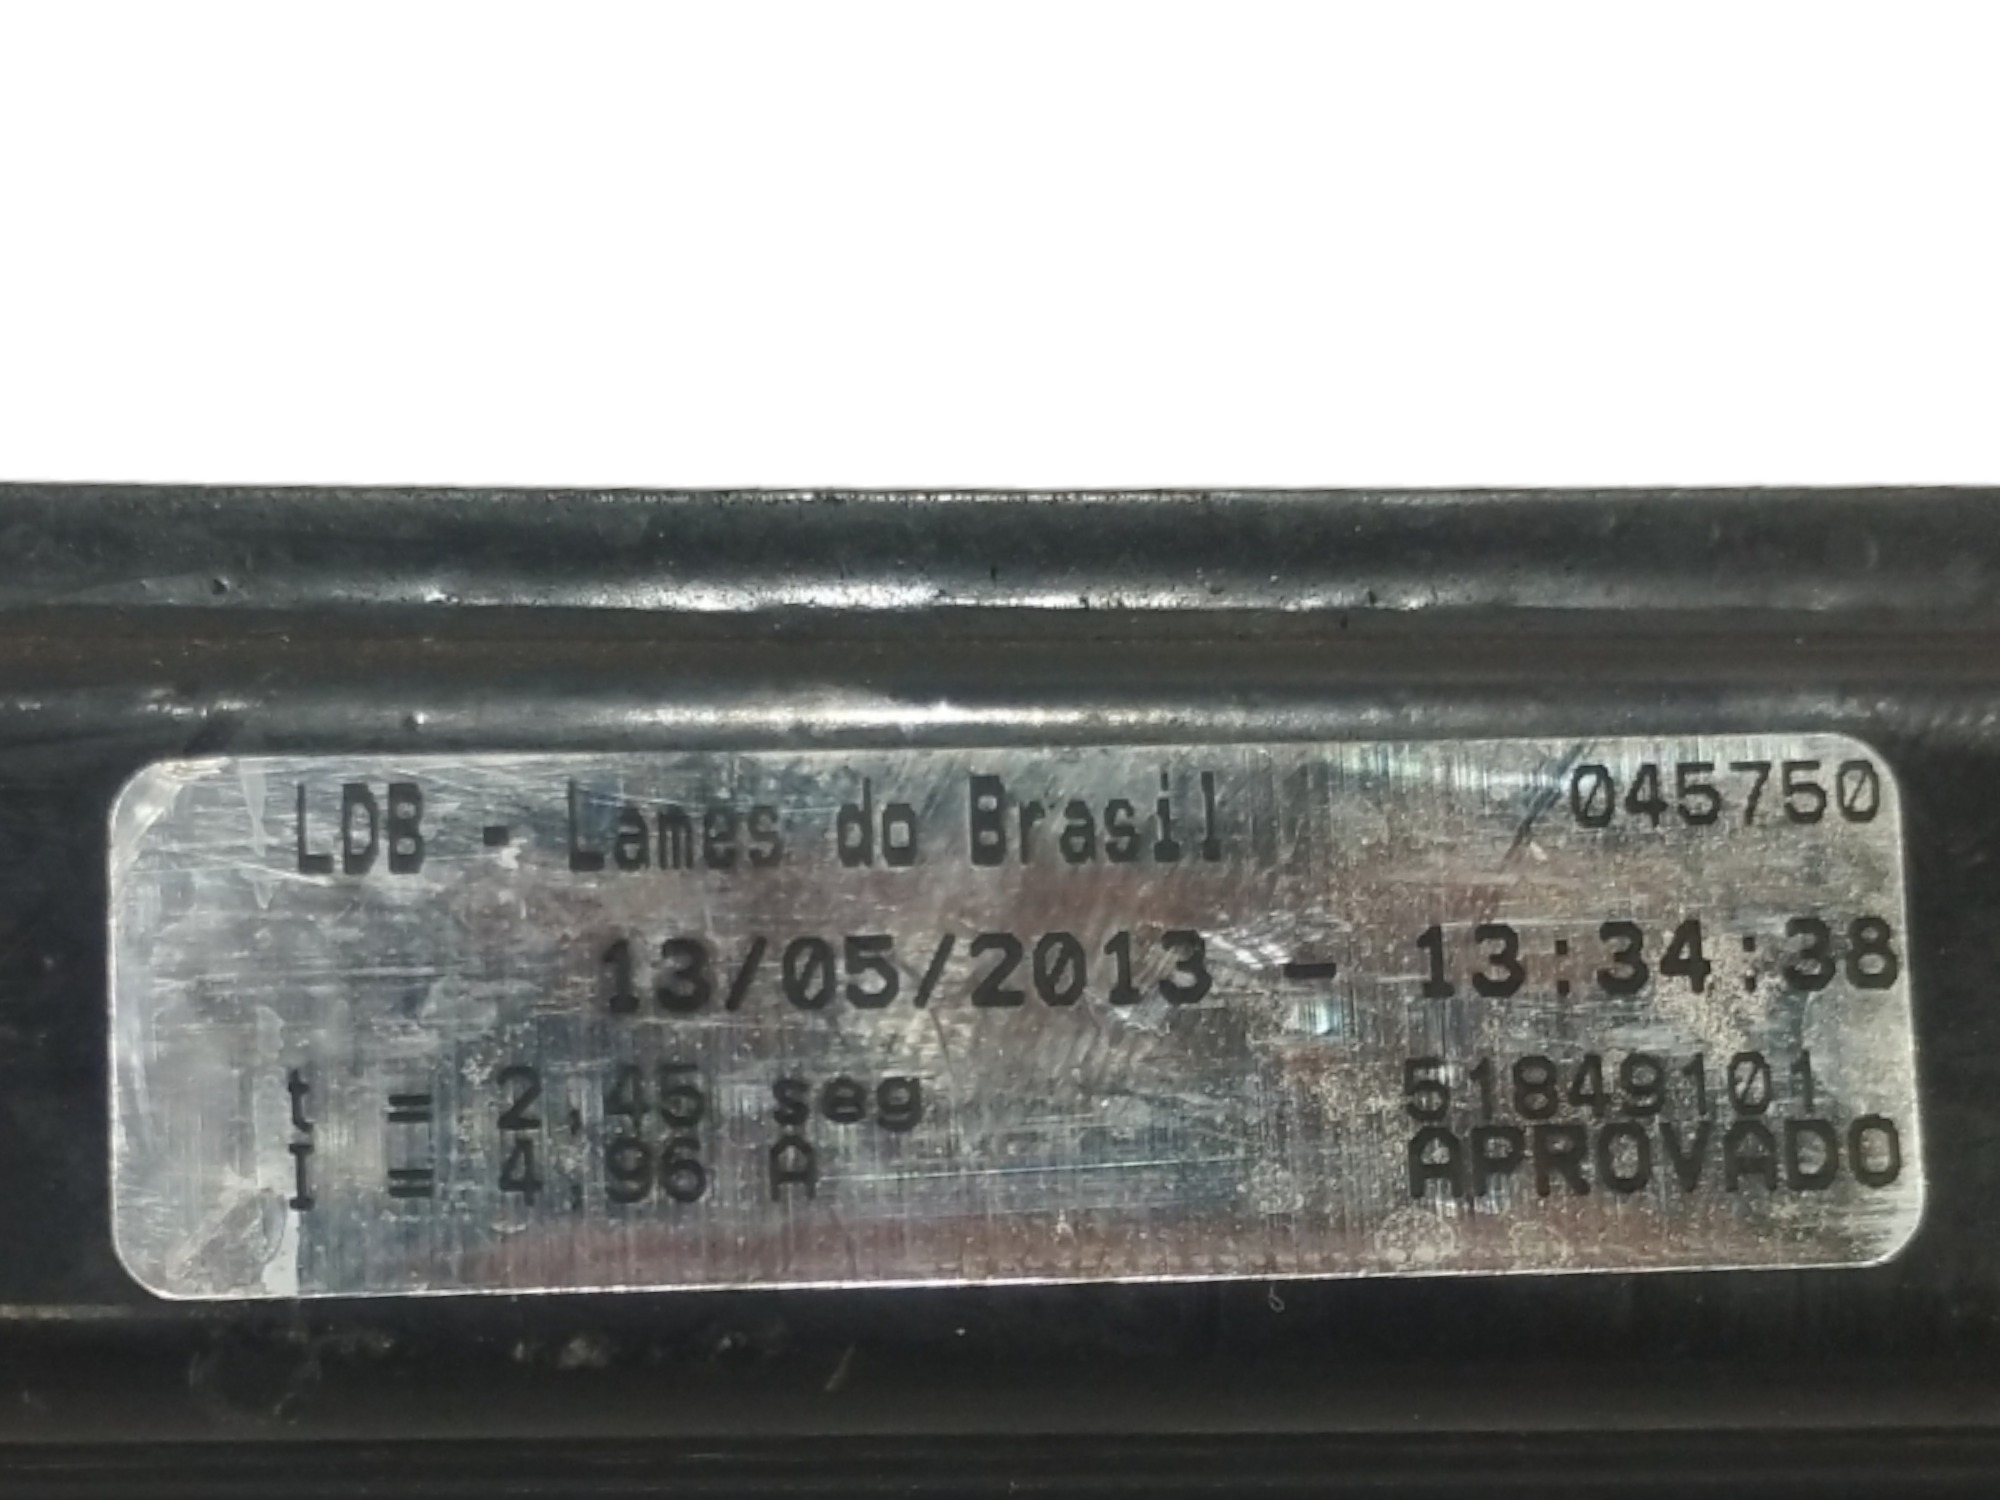 LDB - Lames do Brasil 045750
13/05/2013 - 13:34:38
t = 2.45 seg 51849101
I = 4.96 A APROVADO